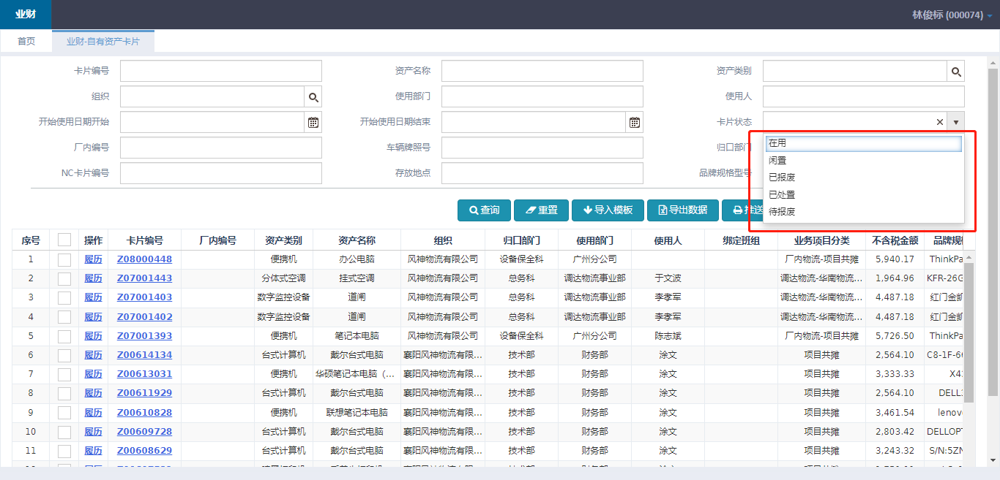 业财 林俊标 (000074)
首页 业财-自有资产卡片
卡片编号 资产名称 资产类别
组织 使用部门 使用人
开始使用日期开始 开始使用日期结束 卡片状态
厂内编号 车辆牌照号 归口部门
在用
闲置
NC卡片编号 存放地点 品牌规格型号
已报废
已处置
待报废
查询 重置 导入模板 导出数据 推送
序号 操作 卡片编号 厂内编号 资产类别 资产名称 组织 归口部门 使用部门 使用人 绑定班组 业务项目分类 不含税金额 品牌规
1 履历 Z08000448 便携机 办公电脑 风神物流有限公司 设备保全科 广州分公司 厂内物流-项目共摊 5,940.17 ThinkPa
2 履历 Z07001443 分体式空调 挂式空调 风神物流有限公司 总务科 调达物流事业部 于文波 调达物流-华南物流... 1,964.96 KFR-26G
3 履历 Z07001403 数字监控设备 道闸 风神物流有限公司 总务科 调达物流事业部 李孝军 调达物流-华南物流... 4,487.18 红门金凯
4 履历 Z07001402 数字监控设备 道闸 风神物流有限公司 总务科 调达物流事业部 李孝军 调达物流-华南物流... 4,487.18 红门金凯
5 履历 Z07001393 便携机 笔记本电脑 风神物流有限公司 设备保全科 广州分公司 陈志斌 厂内物流-项目共摊 5,726.50 ThinkPa
6 履历 Z00614134 台式计算机 戴尔台式电脑 襄阳风神物流有限... 技术部 财务部 涂文 项目共摊 2,564.10 C8-1F-6
7 履历 Z00613031 便携机 华硕笔记本电脑（... 襄阳风神物流有限... 技术部 财务部 涂文 项目共摊 3,333.33 X4
8 履历 Z00611929 台式计算机 戴尔台式电脑 襄阳风神物流有限... 技术部 财务部 涂文 项目共摊 2,564.10 DELL
9 履历 Z00610828 便携机 联想笔记本电脑 襄阳风神物流有限... 技术部 财务部 涂文 项目共摊 3,461.54 lenov
10 履历 Z00609728 台式计算机 戴尔台式电脑 襄阳风神物流有限... 技术部 财务部 涂文 项目共摊 2,803.42 DELLOPT
11 履历 Z00608629 台式计算机 戴尔台式电脑 襄阳风神物流有限... 技术部 财务部 涂文 项目共摊 3,243.32 S/N:5ZN